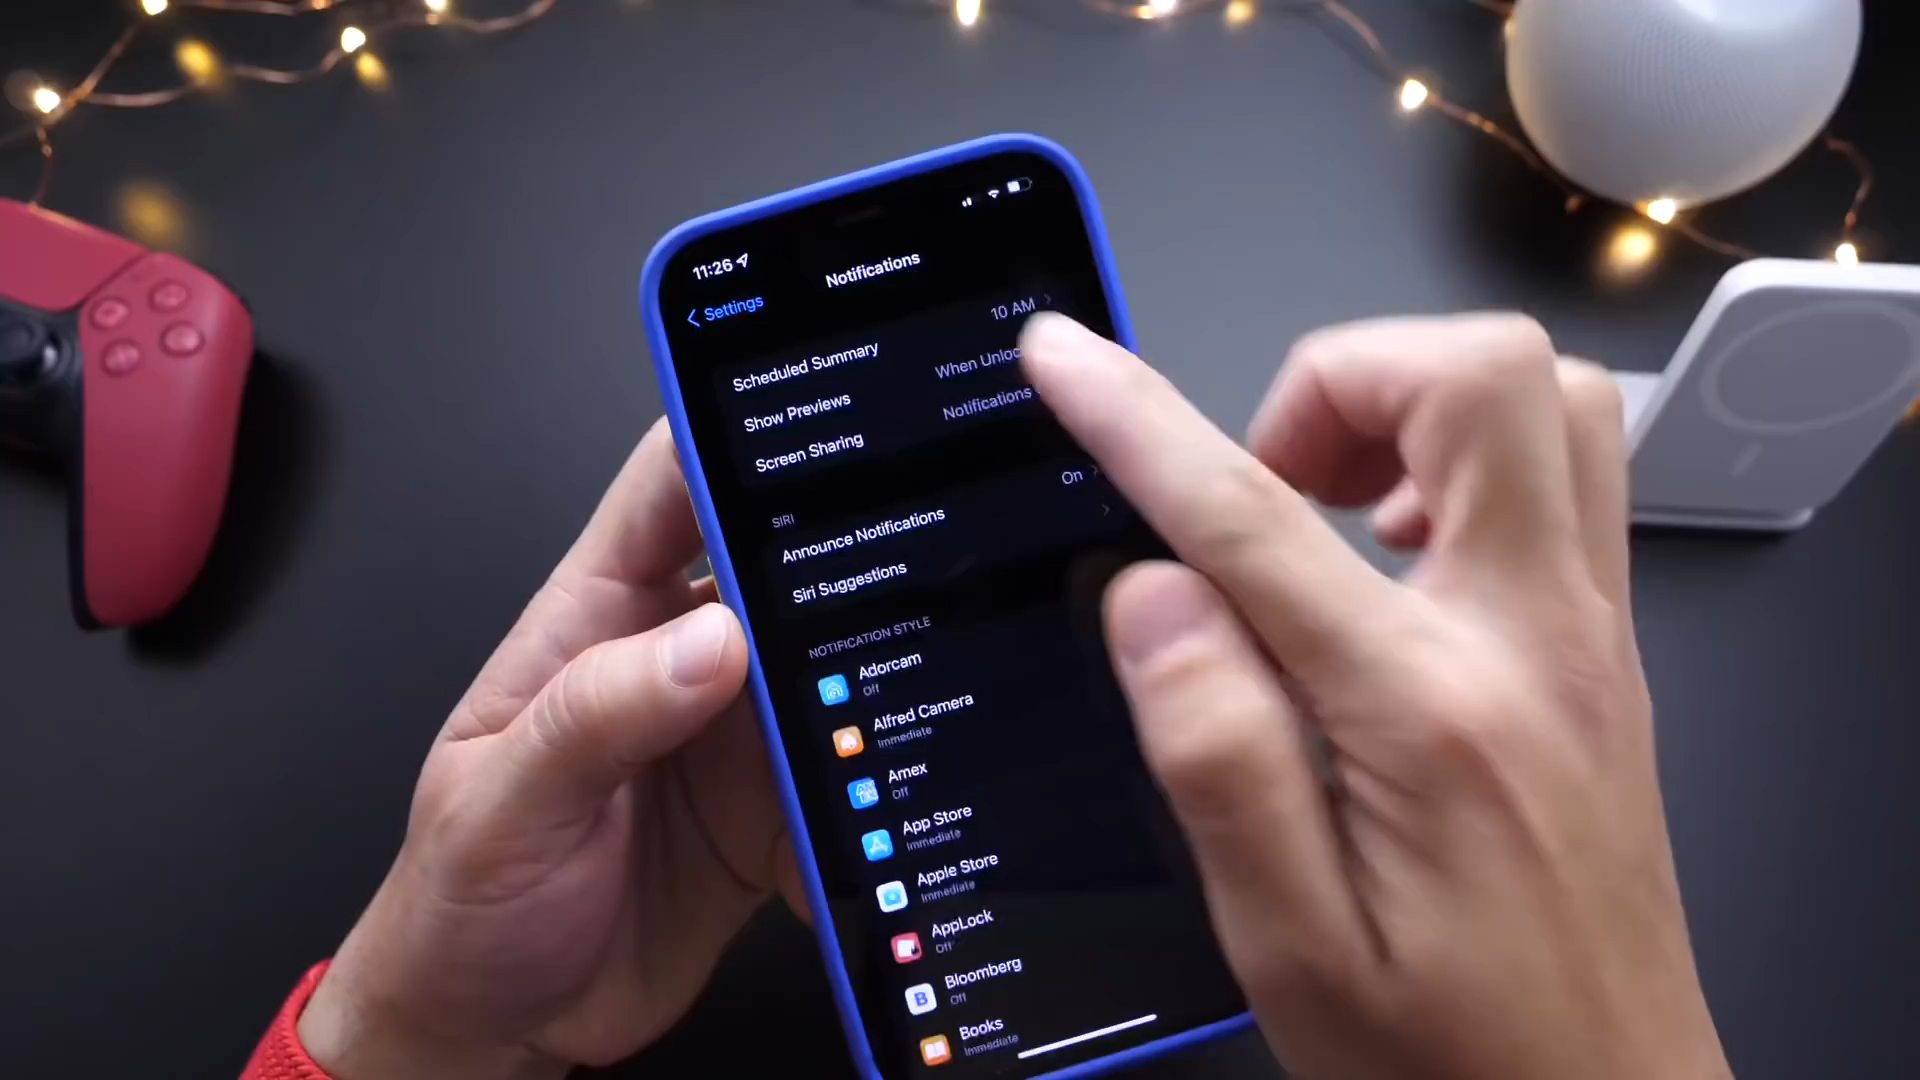 11:26
Settings
Notifications
Scheduled Summary 10 AM
Show Previews When
Screen Sharing Notifications
SIRI
Announce Notifications On
Siri Suggestions
NOTIFICATION STYLE
Adorcam
Off
Alfred Camera
Immediate
Amex
Off
App Store
Immediate
Apple Store
Immediate
AppLock
Off
B
Bloomberg
Off
Books
Immediate